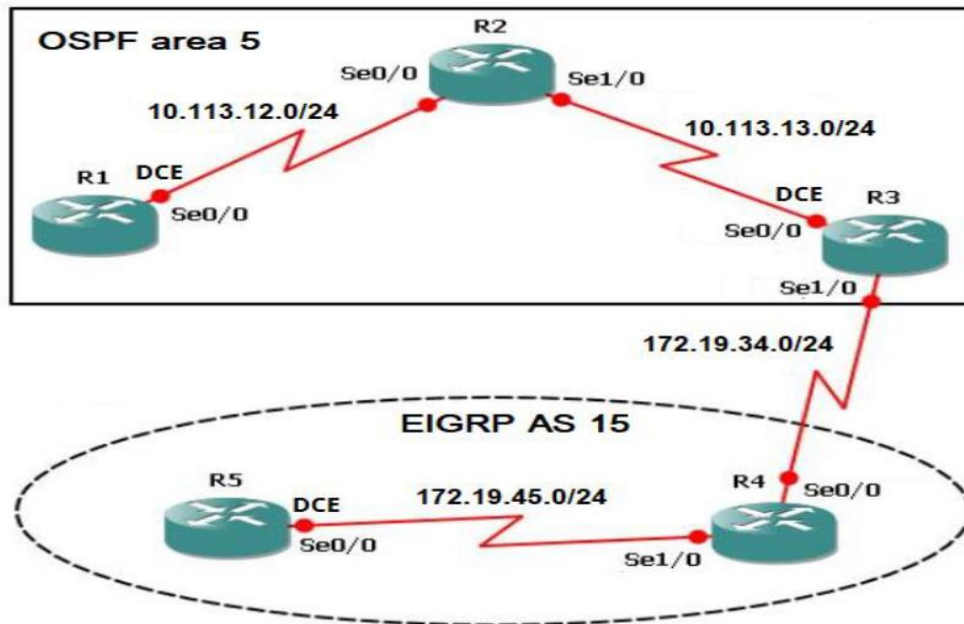 OSPF area 5
R2
Se0/0
Se1/0
10.113.12.0/24
10.113.13.0/24
R1
DCE
Se0/0
DCE
R3
Se0/0
Se1/0
172.19.34.0/24
EIGRP AS 15
R5
DCE
172.19.45.0/24
R4
Se0/0
Se0/0
Se1/0